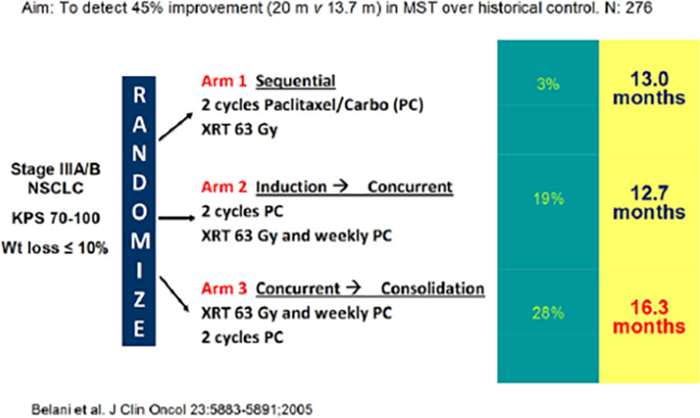 Aim: To detect 45% improvement (20 m v 13.7 m) in MST over historical control. N: 276
Stage IIIA/B
NSCLC
KPS 70-100
Wt loss ≤ 10%
RANDOMIZE
Arm 1 Sequential
2 cycles Paclitaxel/Carbo (PC)
XRT 63 Gy
3%
13.0
months
Arm 2 Induction → Concurrent
2 cycles PC
XRT 63 Gy and weekly PC
19%
12.7
months
Arm 3 Concurrent → Consolidation
XRT 63 Gy and weekly PC
2 cycles PC
28%
16.3
months
Belani et al. J Clin Oncol 23:5883-5891;2005